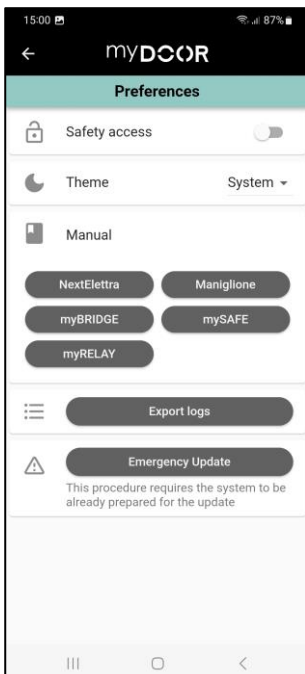 15:00 87%
myDOOR
Preferences
Safety access
Theme System
Manual
NextElettra Maniglione
myBRIDGE mySAFE
myRELAY
Export logs
Emergency Update
This procedure requires the system to be
already prepared for the update